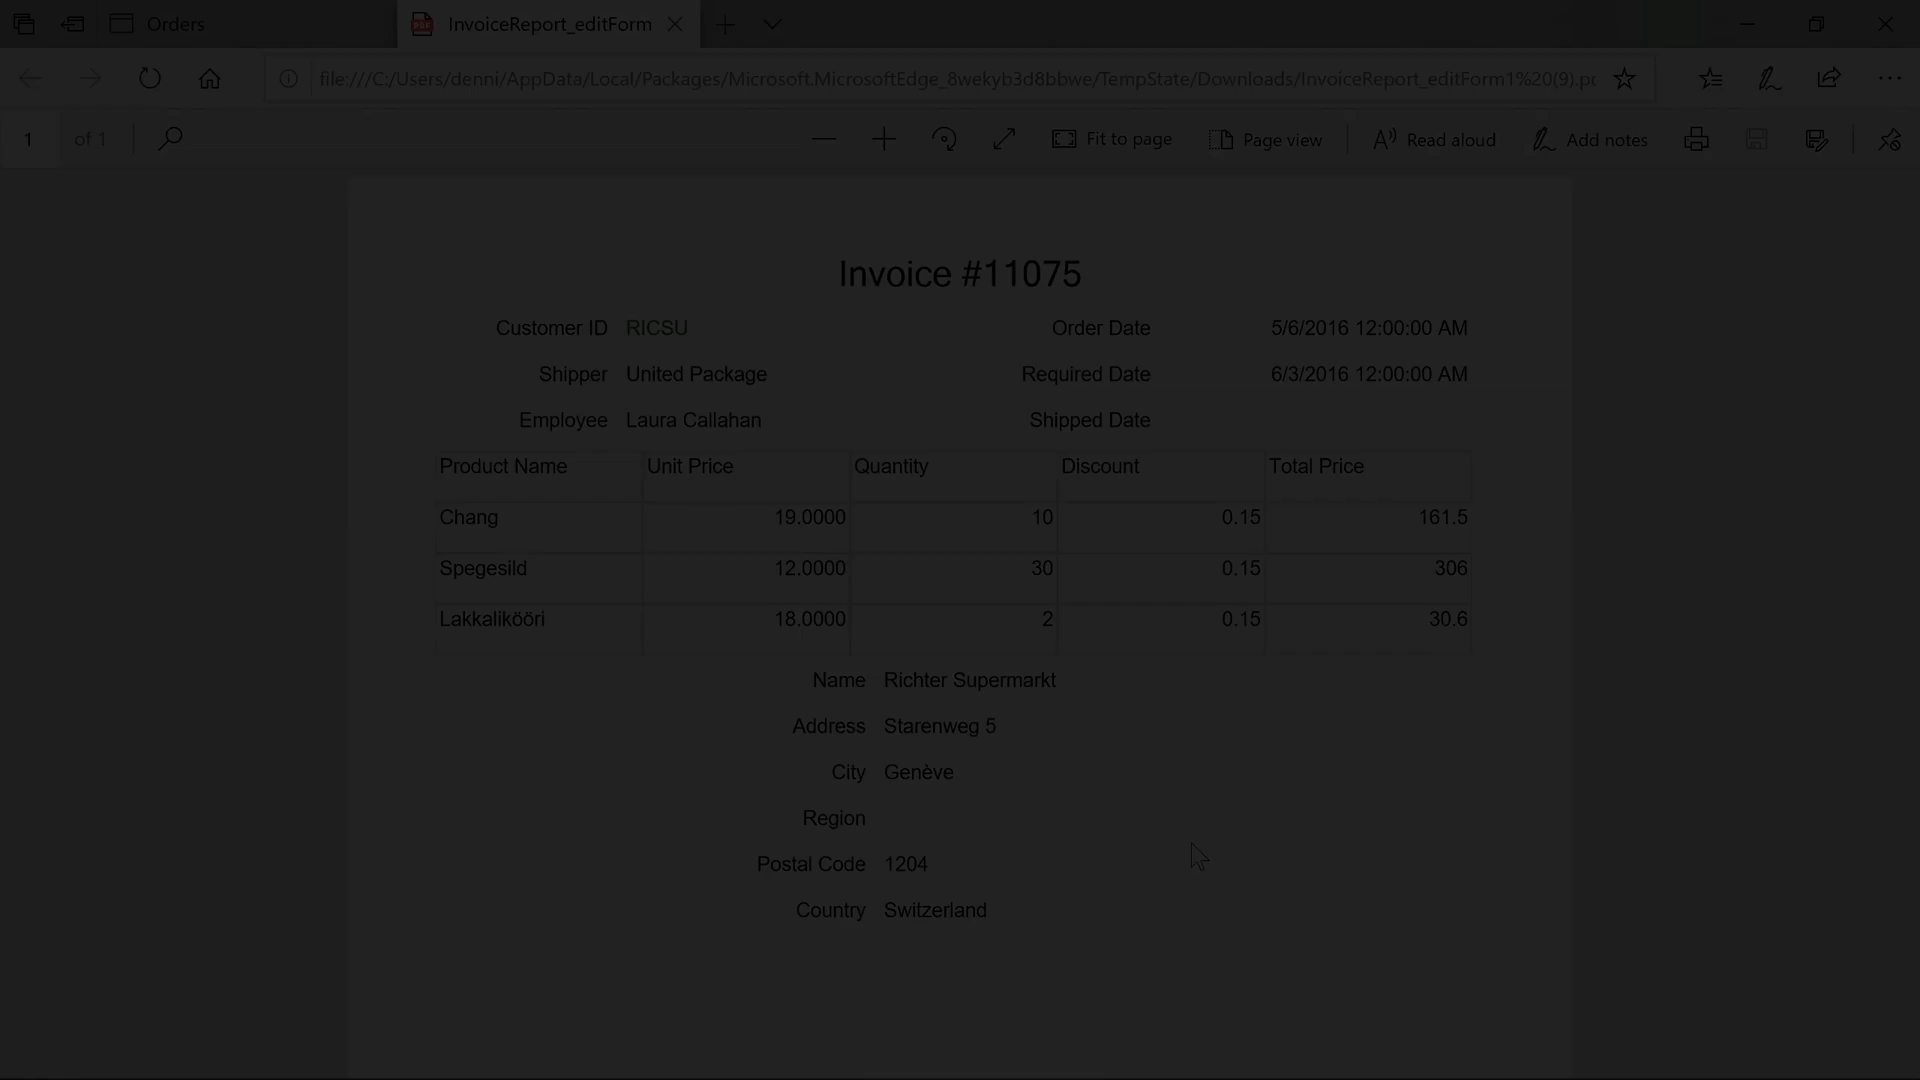 Orders
InvoiceReport_editForm
file:///C:/Users/denni/AppData/Local/Packages/Microsoft.MicrosoftEdge_8wekyb3d8bbwe/TempState/Downloads/InvoiceReport_editForm1%20(9).pc
1 of 1 Fit to page Page view Read aloud Add notes
Invoice #11075
Customer ID RICSU Order Date 5/6/2016 12:00:00 AM
Shipper United Package Required Date 6/3/2016 12:00:00 AM
Employee Laura Callahan Shipped Date
Product Name Unit Price Quantity Discount Total Price
Chang 19.0000 10 0.15 161.5
Spegesild 12.0000 30 0.15 306
Lakkalikööri 18.0000 2 0.15 30.6
Name Richter Supermarkt
Address Starenweg 5
City Genève
Region
Postal Code 1204
Country Switzerland